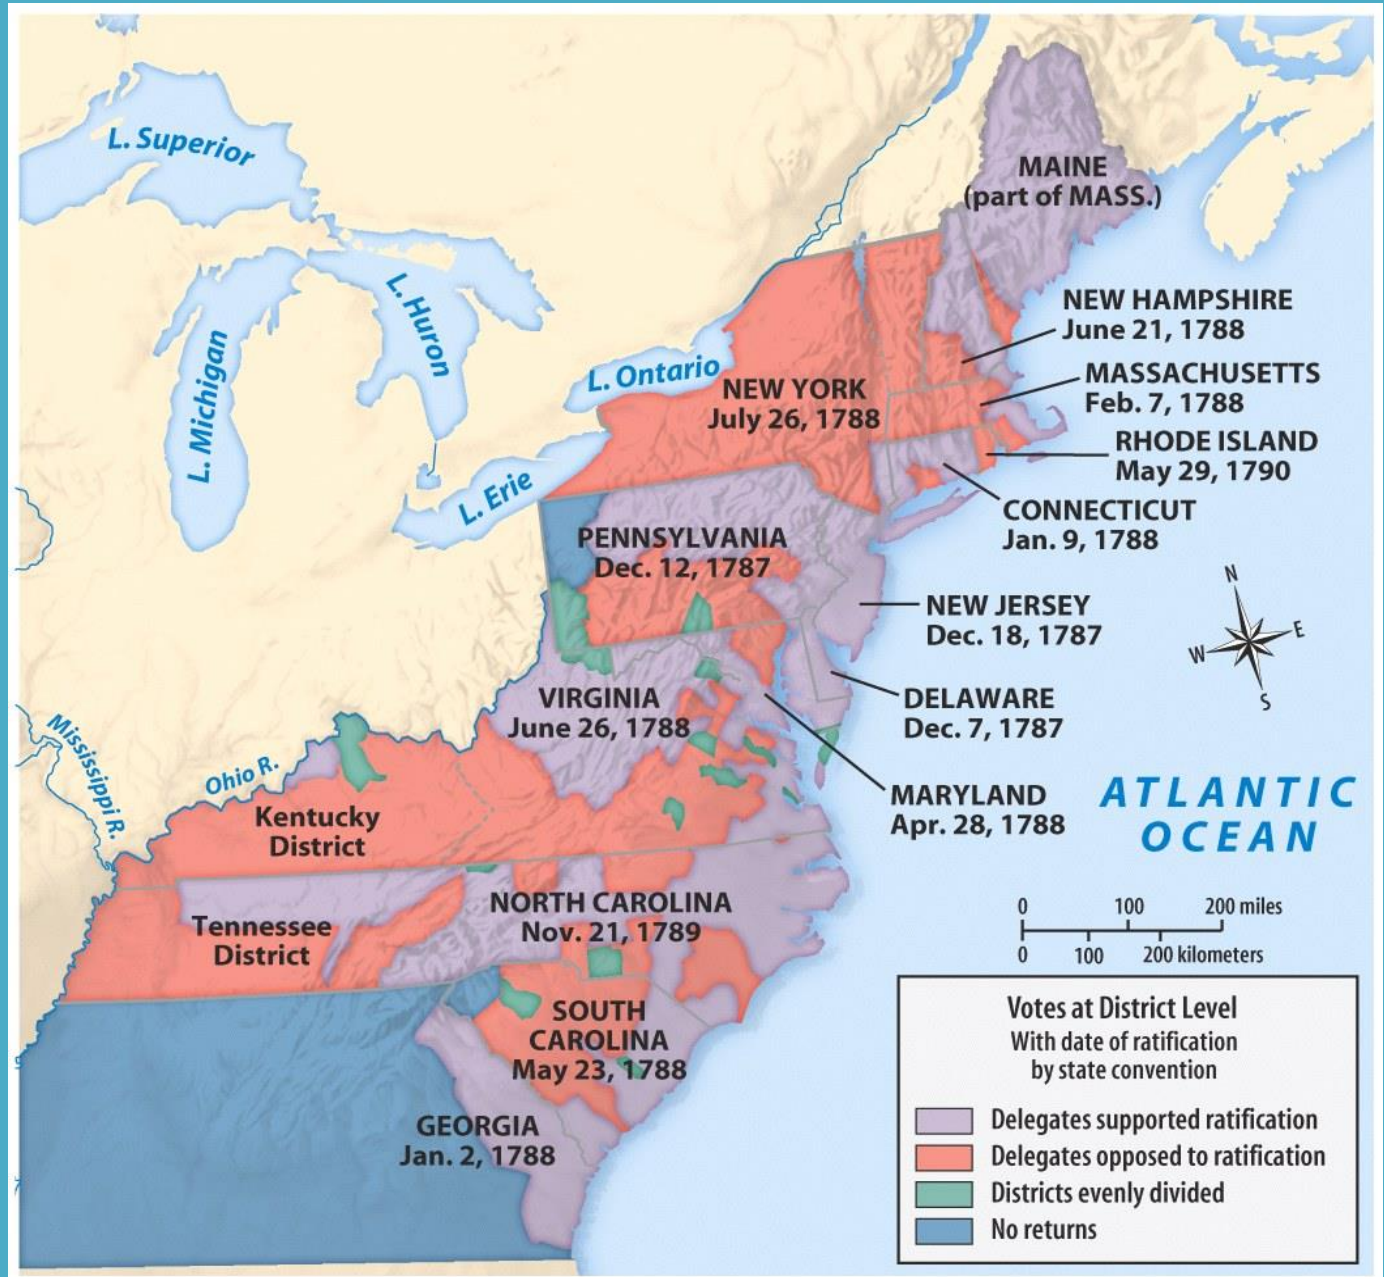 L. Superior
MAINE
(part of MASS.)
L. Huron
L. Michigan
NEW HAMPSHIRE
June 21, 1788
L. Ontario
MASSACHUSETTS
Feb. 7, 1788
NEW YORK
July 26, 1788
RHODE ISLAND
May 29, 1790
L. Erie
CONNECTICUT
Jan. 9, 1788
PENNSYLVANIA
Dec. 12, 1787
N
E
W
S
NEW JERSEY
Dec. 18, 1787
VIRGINIA
June 26, 1788
DELAWARE
Dec. 7, 1787
Mississippi R.
Ohio R.
MARYLAND
Apr. 28, 1788
ATLANTIC
OCEAN
Kentucky
District
NORTH CAROLINA
Nov. 21, 1789
Tennessee
District
0 100 200 miles
0 100 200 kilometers
SOUTH
CAROLINA
May 23, 1788
GEORGIA
Jan. 2, 1788
Votes at District Level
With date of ratification
by state convention
Delegates supported ratification
Delegates opposed to ratification
Districts evenly divided
No returns